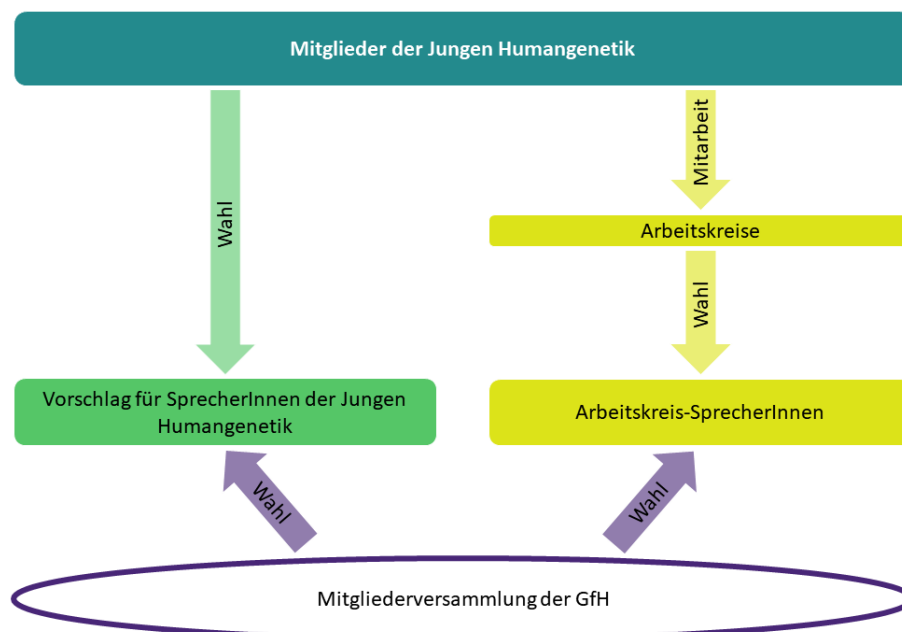 Mitglieder der Jungen Humangenetik
Wahl
Mitarbeit
Arbeitskreise
Wahl
Vorschlag für SprecherInnen der Jungen
Humangenetik
Arbeitskreis-SprecherInnen
Wahl
Wahl
Mitgliederversammlung der GfH